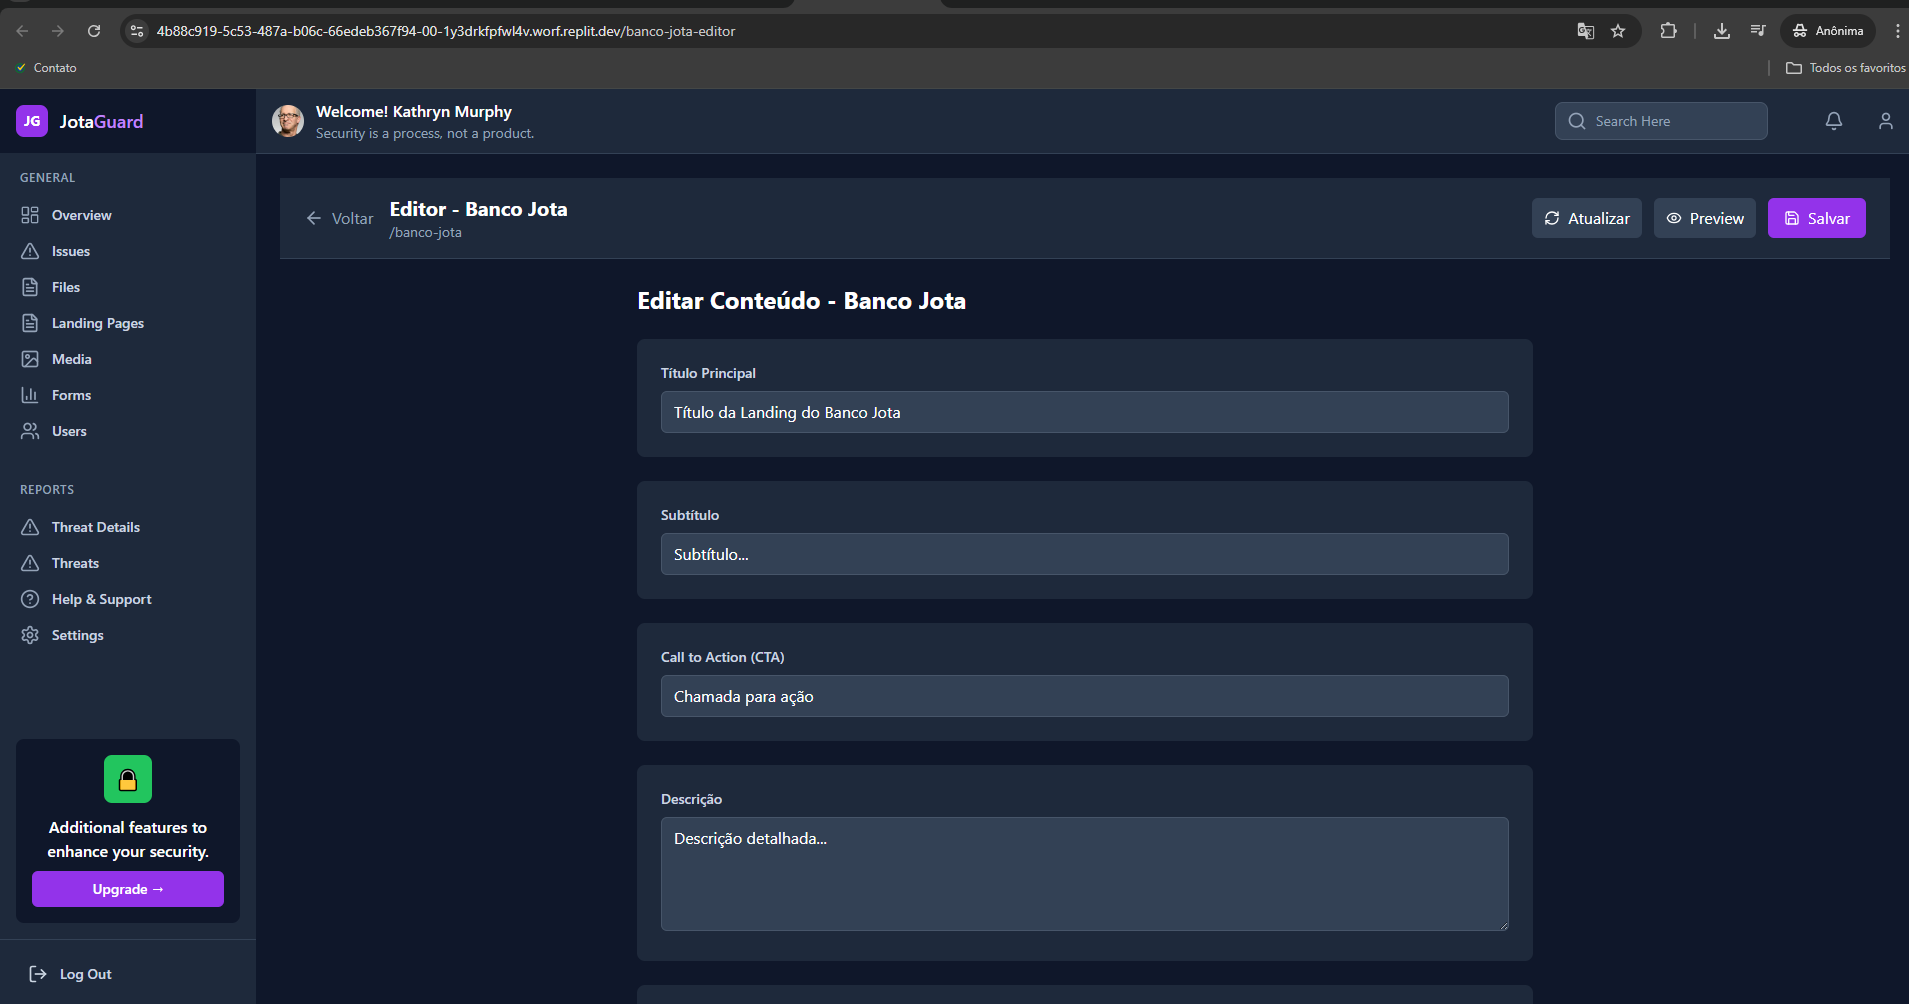 4b88c919-5c53-487a-b06c-66edeb367f94-00-1y3drkfpfwl4v.worf.replit.dev/banco-jota-editor
Anônima
Contato
Todos os favoritos
JG JotaGuard
Welcome! Kathryn Murphy
Security is a process, not a product.
Search Here
GENERAL
Overview
Issues
Files
Landing Pages
Media
Forms
Users
REPORTS
Threat Details
Threats
Help & Support
Settings
Additional features to
enhance your security.
Upgrade →
Log Out
Voltar
Editor - Banco Jota
/banco-jota
Atualizar
Preview
Salvar
Editar Conteúdo - Banco Jota
Título Principal
Título da Landing do Banco Jota
Subtítulo
Subtítulo...
Call to Action (CTA)
Chamada para ação
Descrição
Descrição detalhada...